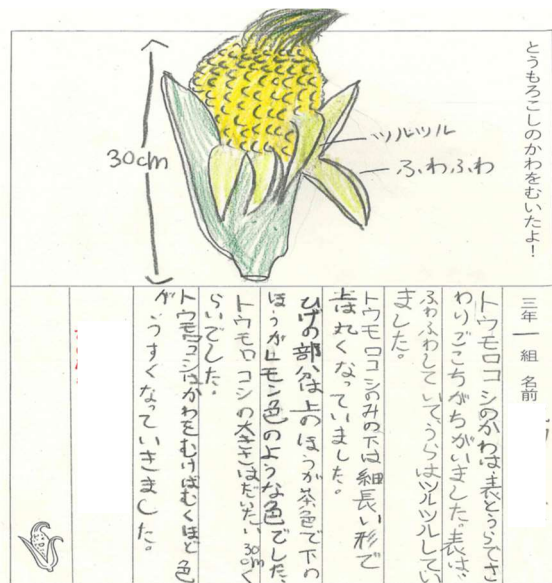 とうもろこしのかわをむいたよ!
30cm
ツルツル
ふわふわ
三年 一 組 名前
トウモロコシのかわは、表とうらでさ
わりごこちがちがいました。表は、
ふわふわしていて、うらはツルツルしてい
ました。
トウモロコシのみの下は細長い形で
上は丸くなっていました。
ひげの部分は上のほうが茶色で下の
ほうがレモン色のような色でした。
トウモロコシの大きさはだいたい30cmく
らいでした。
トウモロコシはかわをむけばむくほど色
が、うすくなっていきました。